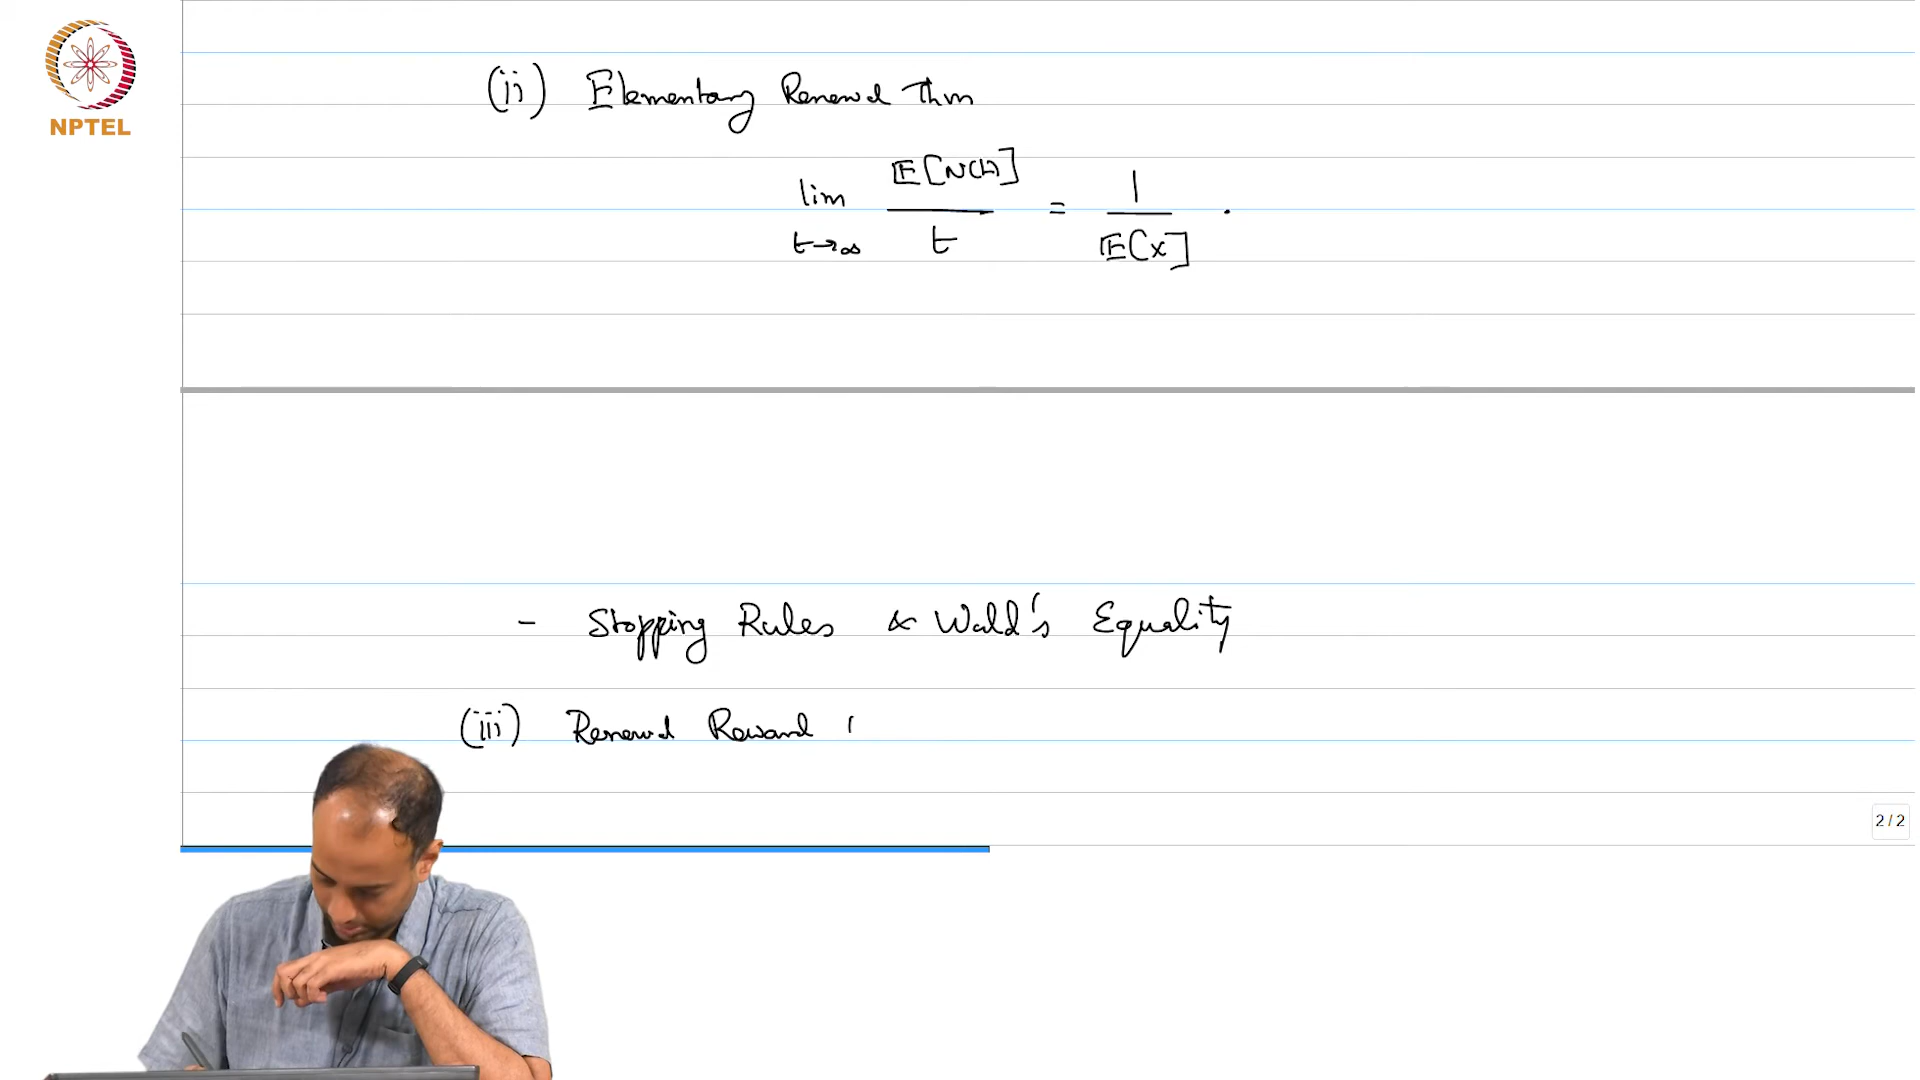 NPTEL
(ii) Elementary Renewal Thm
lim t→∞ E[N(t)] / t = 1 / E[X] .
- Stopping Rules & Wald's Equality
(iii) Renewal Reward
2 / 2